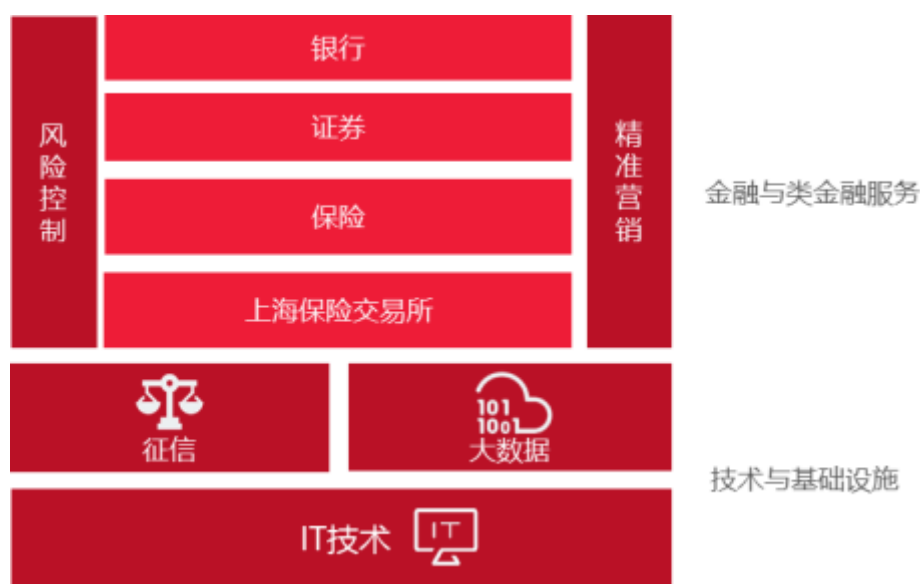 银行
证券
保险
上海保险交易所
风险控制
精准营销
金融与类金融服务
101
1001
征信
大数据
技术与基础设施
IT技术
IT